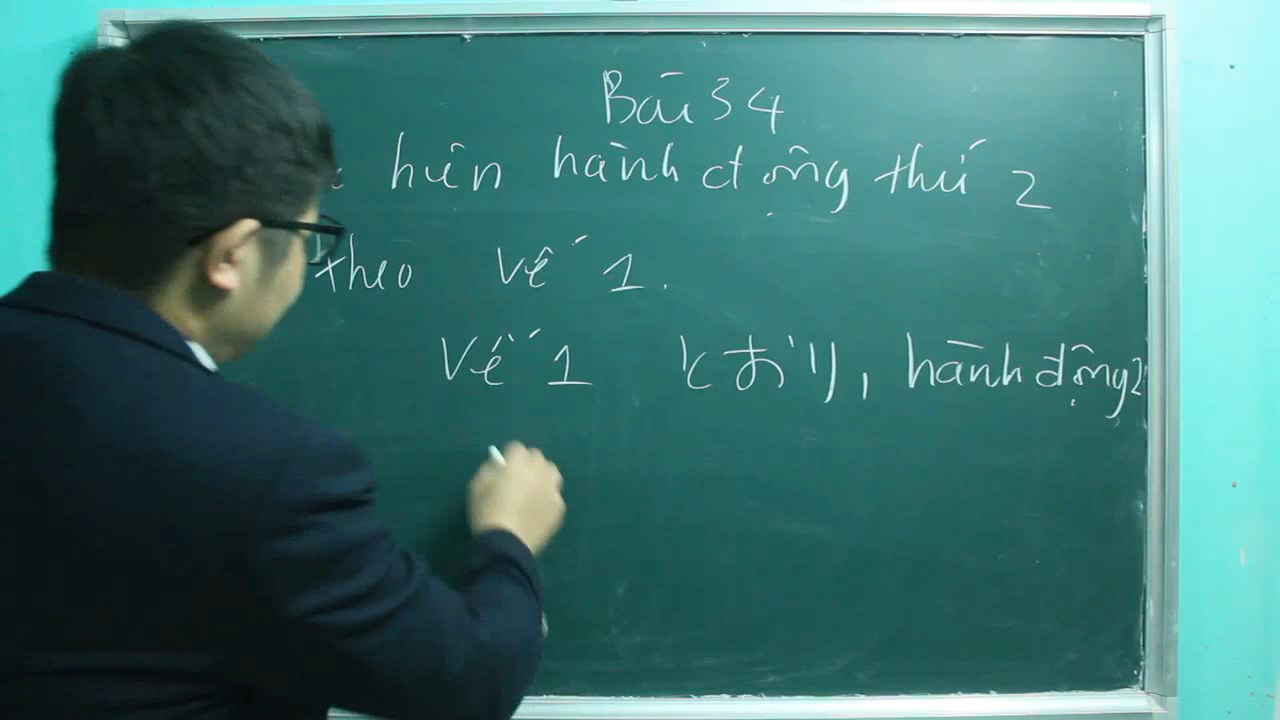 Bài 34
hiện hành động thứ 2
theo vế 1.
Vế 1 とおり, hành động 2